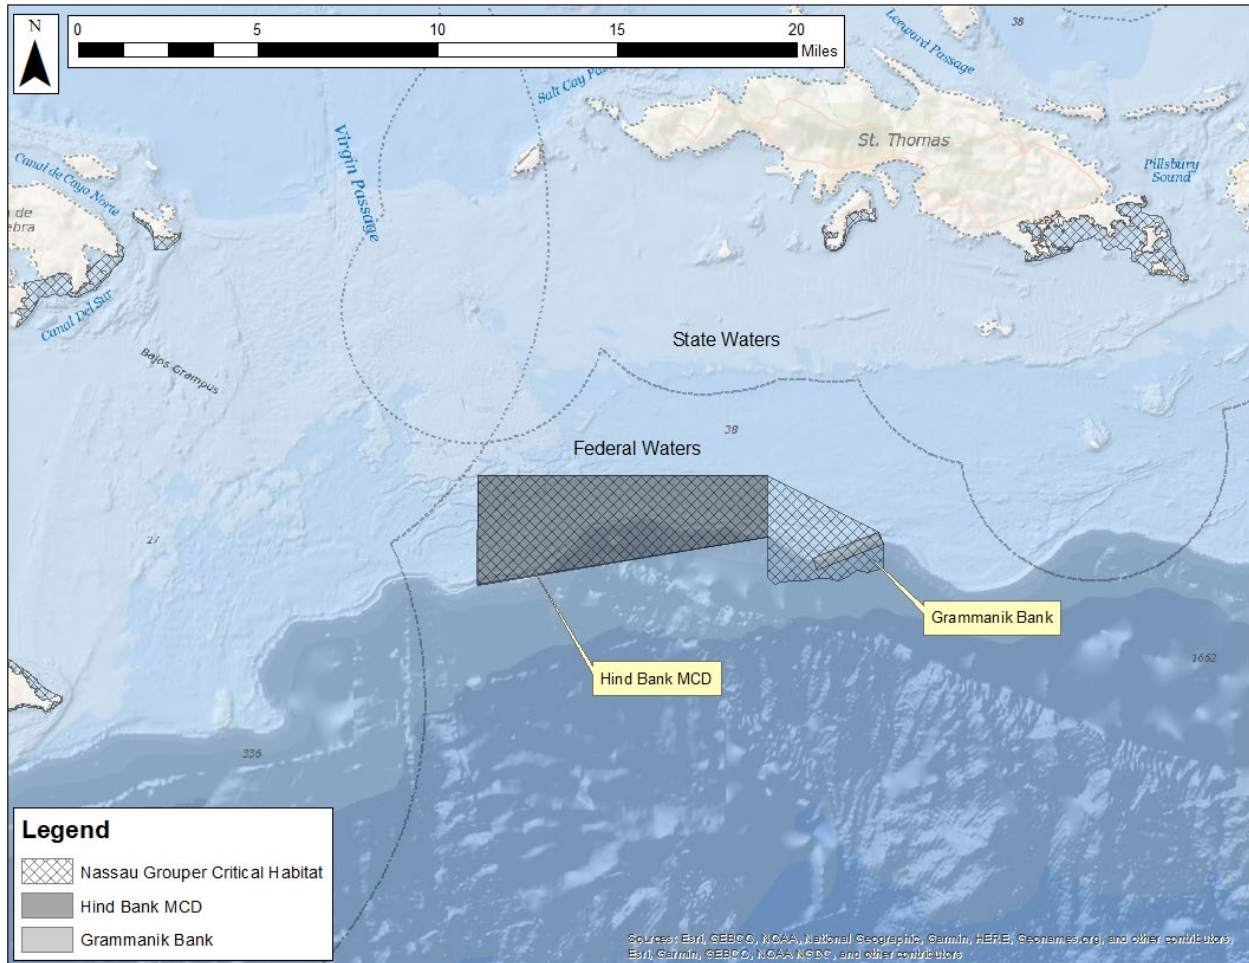 N
0 5 10 15 20
Miles
38
Leeward Passage
Salt Cay Pas
Virgin Passage
St. Thomas
Canal de Cayo Norte
Pillsbury
Sound
de
ebra
Canal Del Sur
State Waters
Bajos Grampus
38
Federal Waters
27
Grammanik Bank
1662
Hind Bank MCD
336
Legend
Nassau Grouper Critical Habitat
Hind Bank MCD
Grammanik Bank
Sources: Esri, GEBCO, NOAA, National Geographic, Garmin, HERE, Geonames.org, and other contributors,
Esri, Garmin, GEBCO, NOAA NGDC, and other contributors